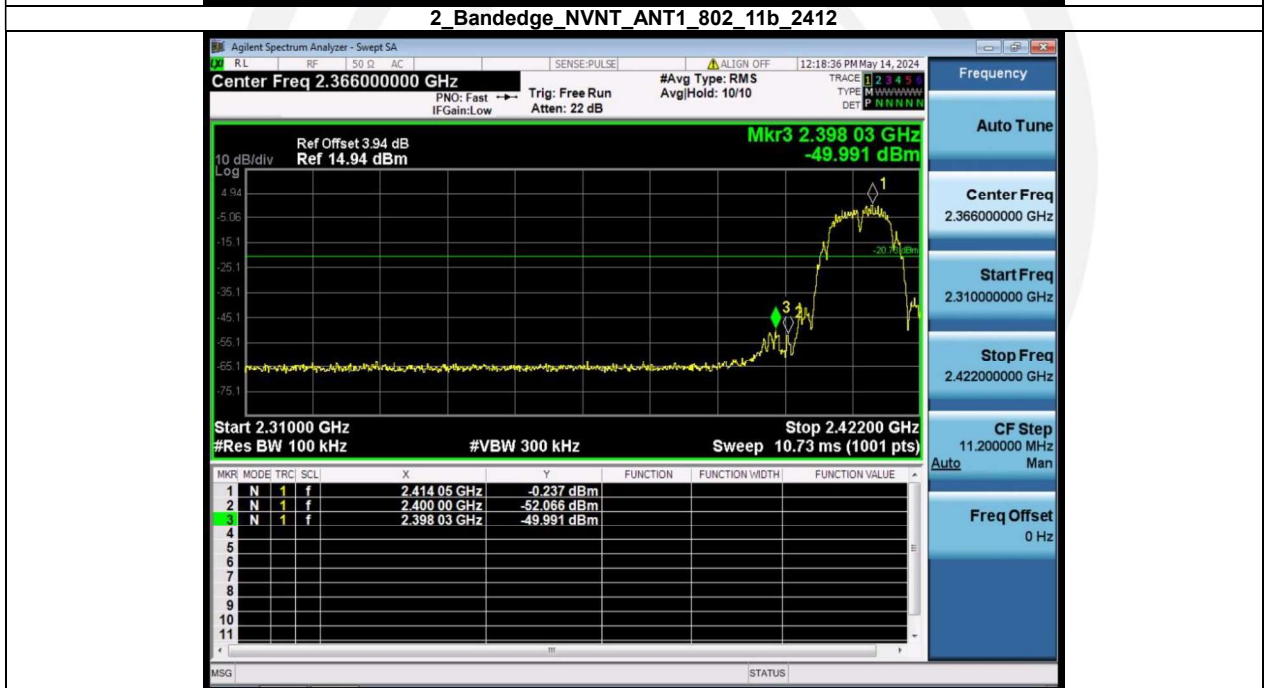 2_Bandedge_NVNT_ANT1_802_11b_2412
Agilent Spectrum Analyzer - Swept SA
RL RF 50 Ω AC SENSE:PULSE ALIGN OFF 12:18:36 PM May 14, 2024
Center Freq 2.366000000 GHz
PNO: Fast
IFGain:Low
Trig: Free Run
Atten: 22 dB
#Avg Type: RMS
Avg|Hold: 10/10
TRACE 1 2 3 4 5 6
TYPE M WWWWW
DET P N N N N N
Mkr3 2.398 03 GHz
-49.991 dBm
Ref Offset 3.94 dB
10 dB/div Ref 14.94 dBm
Log
4.94
-5.06
-15.1
-25.1
-35.1
-45.1
-55.1
-65.1
-75.1
1
3 2
Start 2.31000 GHz Stop 2.42200 GHz
#Res BW 100 kHz #VBW 300 kHz Sweep 10.73 ms (1001 pts)
MKR MODE TRC SCL X Y FUNCTION FUNCTION WIDTH FUNCTION VALUE
1 N 1 f 2.414 05 GHz -0.237 dBm
2 N 1 f 2.400 00 GHz -52.066 dBm
3 N 1 f 2.398 03 GHz -49.991 dBm
4
5
6
7
8
9
10
11
MSG STATUS
Frequency
Auto Tune
Center Freq
2.366000000 GHz
Start Freq
2.310000000 GHz
Stop Freq
2.422000000 GHz
CF Step
11.200000 MHz
Auto Man
Freq Offset
0 Hz